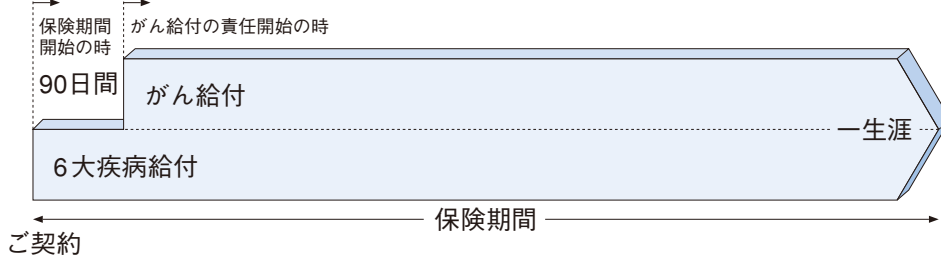 保険期間
開始の時
がん給付の責任開始の時
90日間
がん給付
一生涯
6大疾病給付
保険期間
ご契約